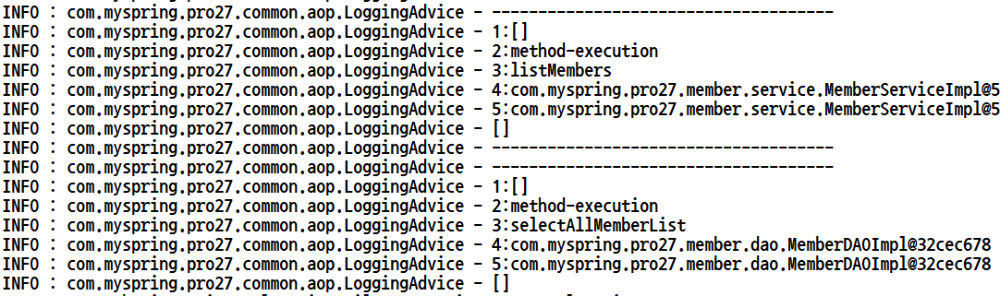 INFO : com.myspring.pro27.common.aop.LoggingAdvice - -------------------------------------
INFO : com.myspring.pro27.common.aop.LoggingAdvice - 1:[]
INFO : com.myspring.pro27.common.aop.LoggingAdvice - 2:method-execution
INFO : com.myspring.pro27.common.aop.LoggingAdvice - 3:listMembers
INFO : com.myspring.pro27.common.aop.LoggingAdvice - 4:com.myspring.pro27.member.service.MemberServiceImpl@5
INFO : com.myspring.pro27.common.aop.LoggingAdvice - 5:com.myspring.pro27.member.service.MemberServiceImpl@5
INFO : com.myspring.pro27.common.aop.LoggingAdvice - []
INFO : com.myspring.pro27.common.aop.LoggingAdvice - -------------------------------------
INFO : com.myspring.pro27.common.aop.LoggingAdvice - -------------------------------------
INFO : com.myspring.pro27.common.aop.LoggingAdvice - 1:[]
INFO : com.myspring.pro27.common.aop.LoggingAdvice - 2:method-execution
INFO : com.myspring.pro27.common.aop.LoggingAdvice - 3:selectAllMemberList
INFO : com.myspring.pro27.common.aop.LoggingAdvice - 4:com.myspring.pro27.member.dao.MemberDAOImpl@32cec678
INFO : com.myspring.pro27.common.aop.LoggingAdvice - 5:com.myspring.pro27.member.dao.MemberDAOImpl@32cec678
INFO : com.myspring.pro27.common.aop.LoggingAdvice - []